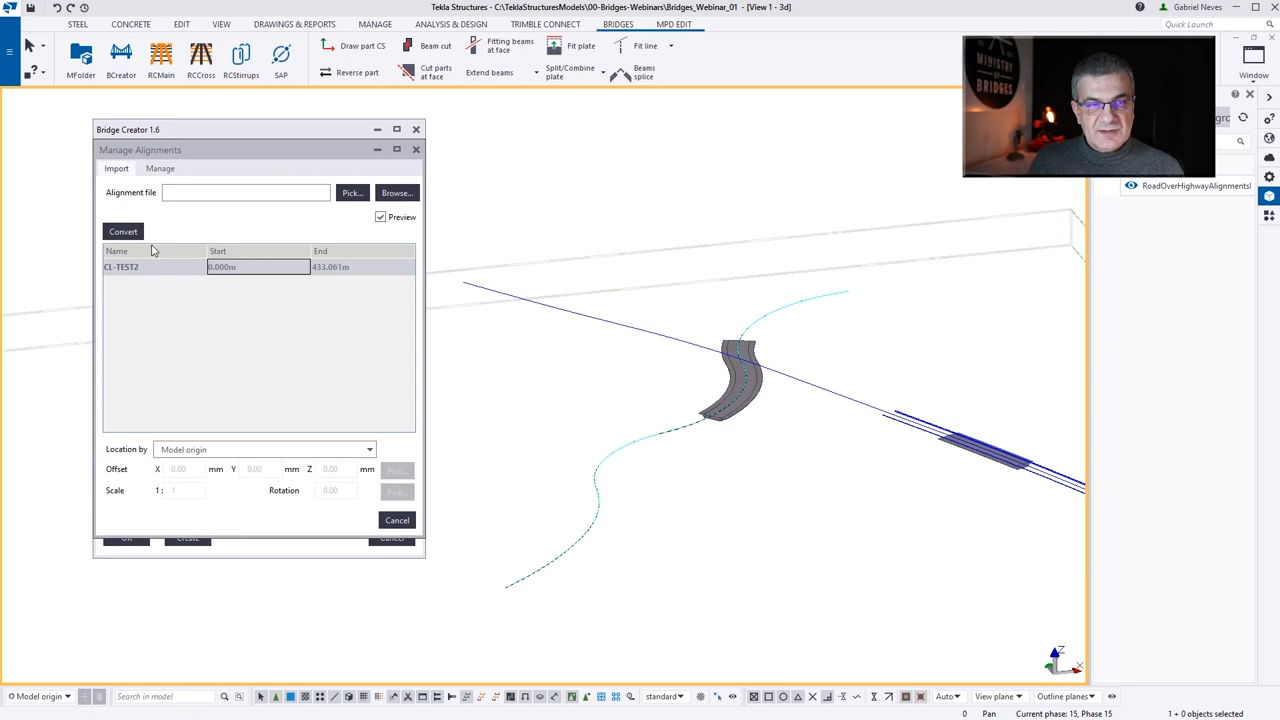 Tekla Structures - C:\TeklaStructuresModels\00-Bridges-Webinars\Bridges_Webinar_01 - [View 1 - 3d]
Gabriel Neves
STEEL CONCRETE EDIT VIEW DRAWINGS & REPORTS MANAGE ANALYSIS & DESIGN TRIMBLE CONNECT BRIDGES MPD EDIT
Quick Launch
MFolder BCreator RCMain RCCross RCStirrups SAP
Draw part CS Beam cut Fitting beams at face Fit plate Fit line
Reverse part Cut parts at face Extend beams Split/Combine plate Beams splice
Window
MINISTRY
OF
BRIDGES
Bridge Creator 1.6
Manage Alignments
Import Manage
Alignment file Pick... Browse...
Preview
Convert
Name Start End
CL-TEST2 0.000m 433.061m
Location by Model origin
Offset X 0.00 mm Y 0.00 mm Z 0.00 mm Pick...
Scale 1: 1 Rotation 0.00 Pick...
Cancel
RoadOverHighwayAlignmentsI
Z
X
Model origin Search in model standard Auto View plane Outline planes
0 Pan Current phase: 15, Phase 15 1 + 0 objects selected